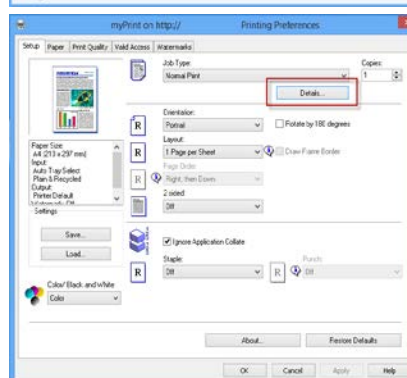 myPrint on http:// Printing Preferences
Setup Paper Print Quality Valid Access Watermarks
Job Type:
Normal Print
Copies:
1
Details...
Orientation:
Portrait
Rotate by 180 degrees
Layout:
1 Page per Sheet
Draw Frame Border
Page Order:
Right, then Down
2 sided:
Off
Paper Size:
A4 (210 x 297 mm)
Input:
Auto Tray Select
Plain & Recycled
Output:
Printer Default
Settings
Save...
Load...
Ignore Application Collate
Staple:
Off
Punch:
Off
Color/ Black and White
Color
About...
Restore Defaults
OK Cancel Apply Help